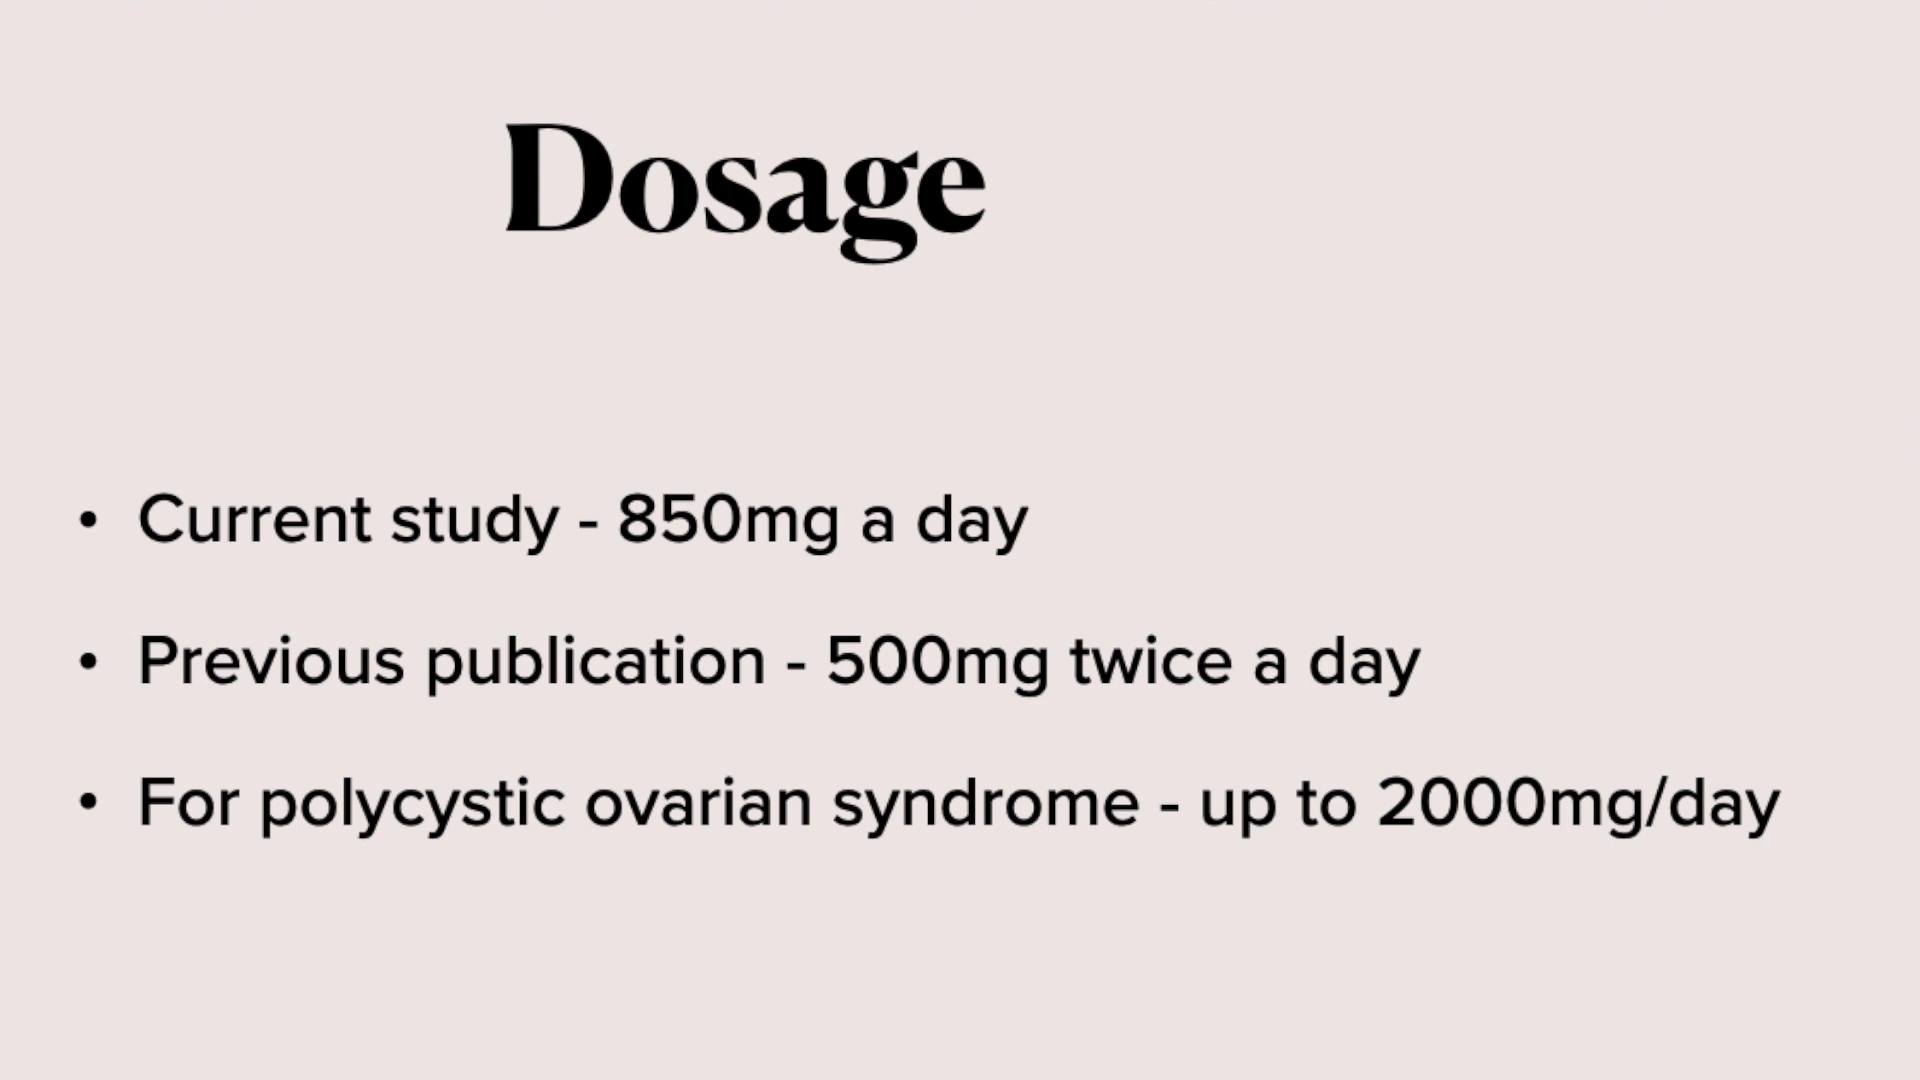 Dosage
• Current study - 850mg a day
• Previous publication - 500mg twice a day
• For polycystic ovarian syndrome - up to 2000mg/day